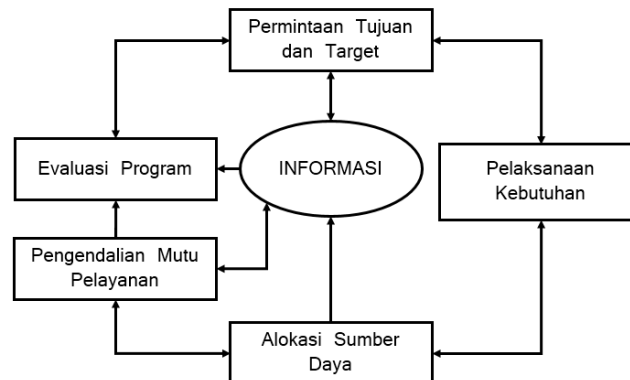 Permintaan Tujuan
dan Target
Evaluasi Program
INFORMASI
Pelaksanaan
Kebutuhan
Pengendalian Mutu
Pelayanan
Alokasi Sumber
Daya